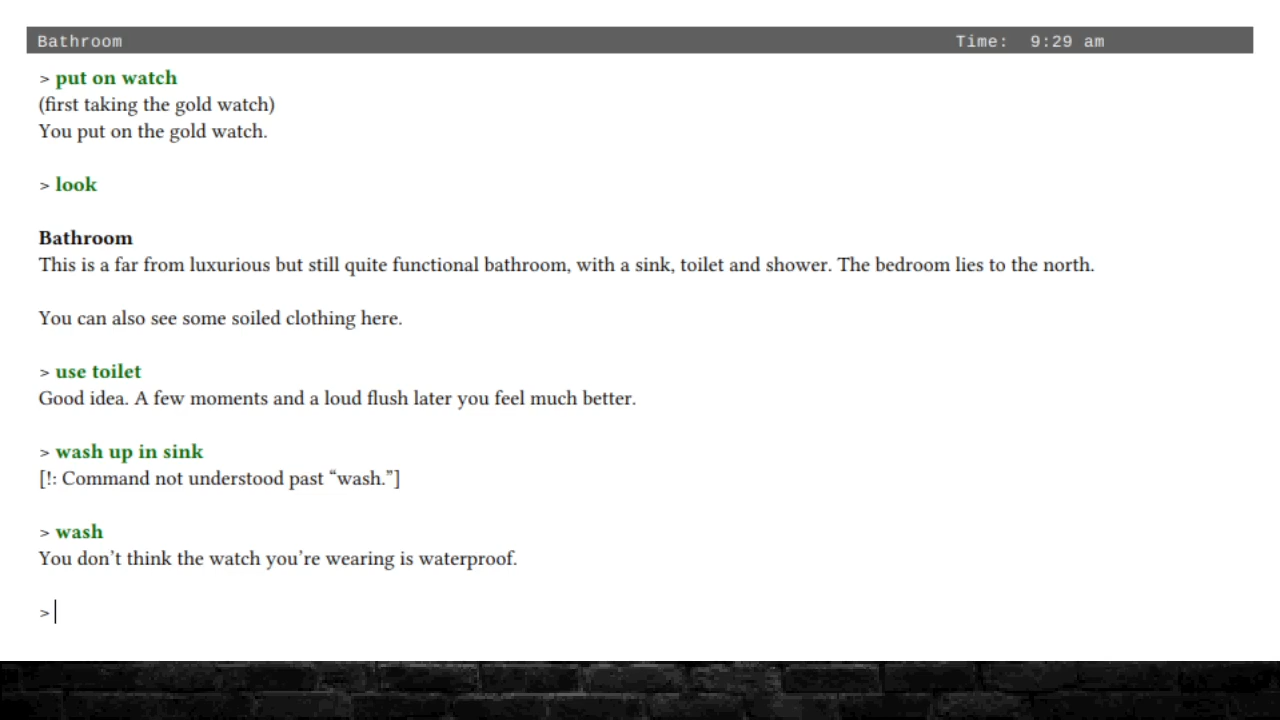 Bathroom Time: 9:29 am
> put on watch
(first taking the gold watch)
You put on the gold watch.
> look
Bathroom
This is a far from luxurious but still quite functional bathroom, with a sink, toilet and shower. The bedroom lies to the north.
You can also see some soiled clothing here.
> use toilet
Good idea. A few moments and a loud flush later you feel much better.
> wash up in sink
[!: Command not understood past “wash.”]
> wash
You don’t think the watch you’re wearing is waterproof.
>